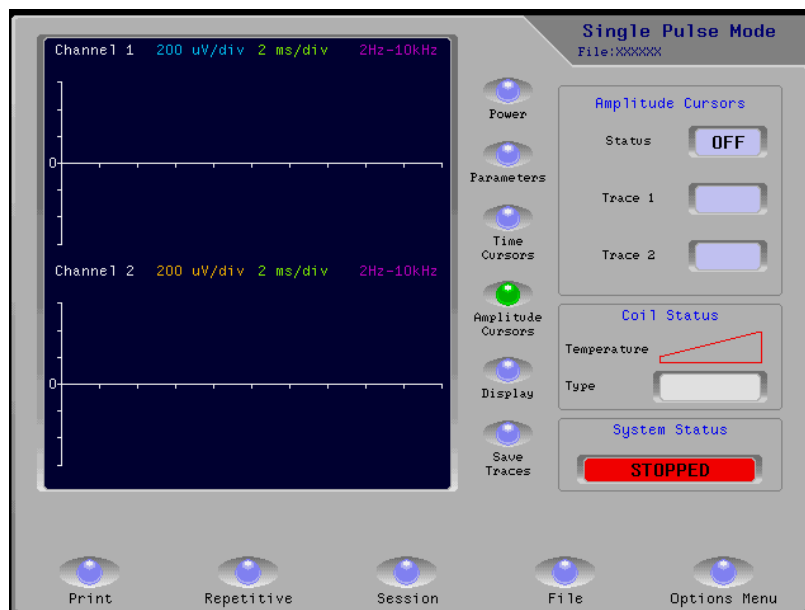 Single Pulse Mode
File:XXXXXX
Channel 1 200 uV/div 2 ms/div 2Hz-10kHz
0
Channel 2 200 uV/div 2 ms/div 2Hz-10kHz
0
Power
Parameters
Time
Cursors
Amplitude
Cursors
Display
Save
Traces
Amplitude Cursors
Status OFF
Trace 1
Trace 2
Coil Status
Temperature
Type
System Status
STOPPED
Print Repetitive Session File Options Menu